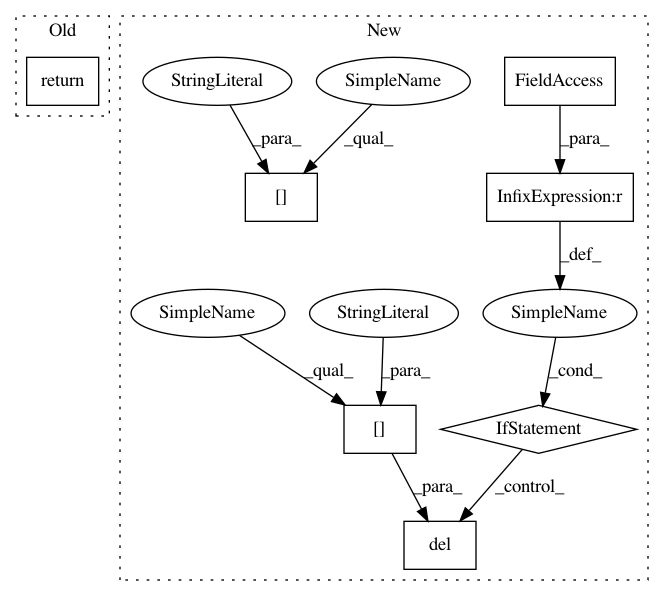 Old
New
return
StringLiteral
SimpleName
FieldAccess
_para_
_qual_
_para_
[]
InfixExpression:r
_def_
SimpleName
StringLiteral
SimpleName
_qual_
_para_
_cond_
[]
IfStatement
_para_
_control_
del